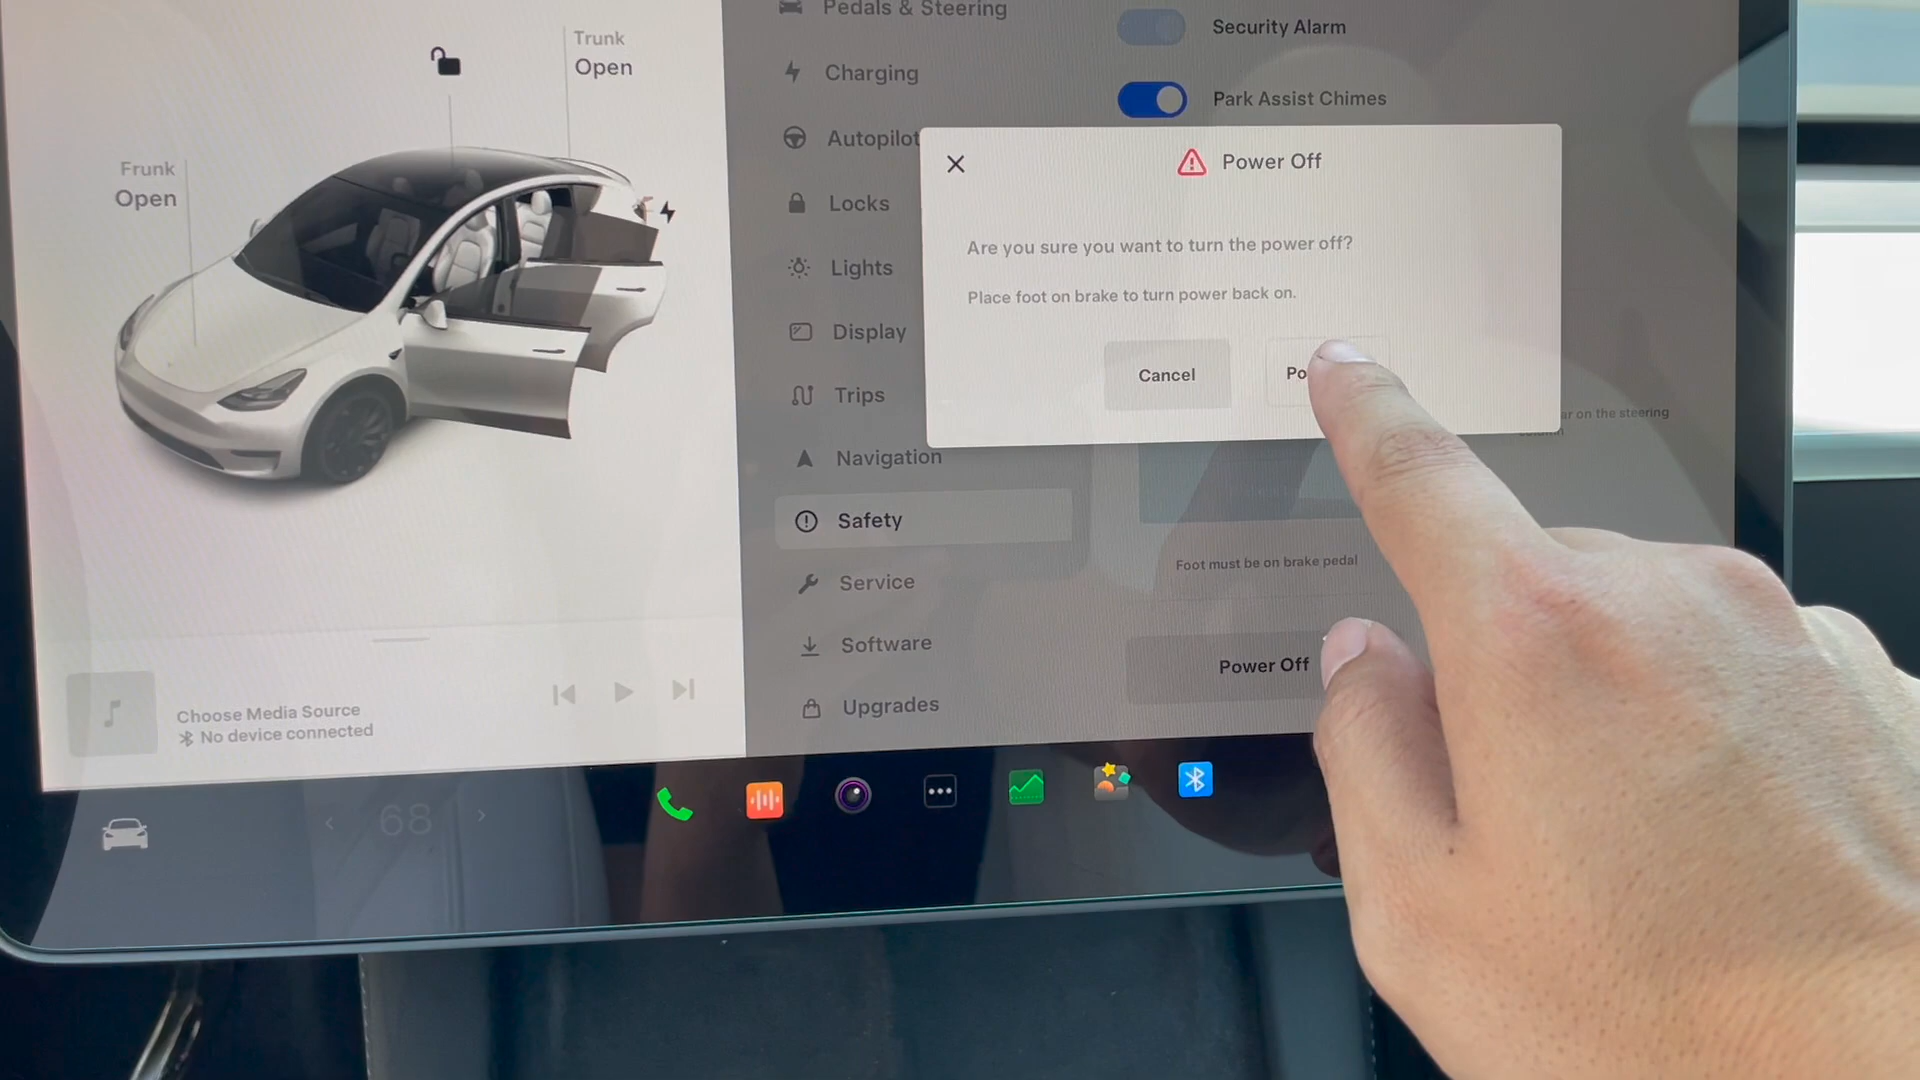 Trunk
Open
Frunk
Open
Choose Media Source
No device connected
68
Pedals & Steering
Charging
Autopilot
Locks
Lights
Display
Trips
Navigation
Safety
Service
Software
Upgrades
Security Alarm
Park Assist Chimes
Power Off
Are you sure you want to turn the power off?
Place foot on brake to turn power back on.
Cancel
Po
on the steering
Foot must be on brake pedal
Power Off